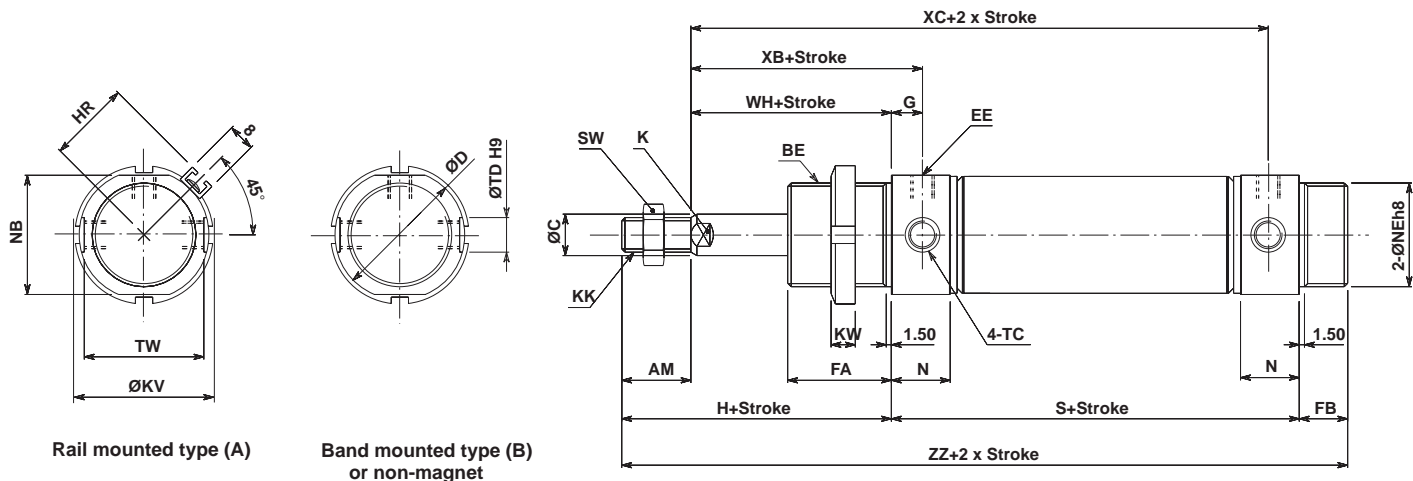 XC+2 x Stroke
XB+Stroke
WH+Stroke
G
HR
8
45°
NB
TW
ØKV
ØD
ØTD H9
SW
K
BE
EE
ØC
2-ØNEh8
KK
KW
1.50
4-TC
1.50
AM
FA
N
N
H+Stroke
S+Stroke
FB
ZZ+2 x Stroke
Rail mounted type (A)
Band mounted type (B)
or non-magnet